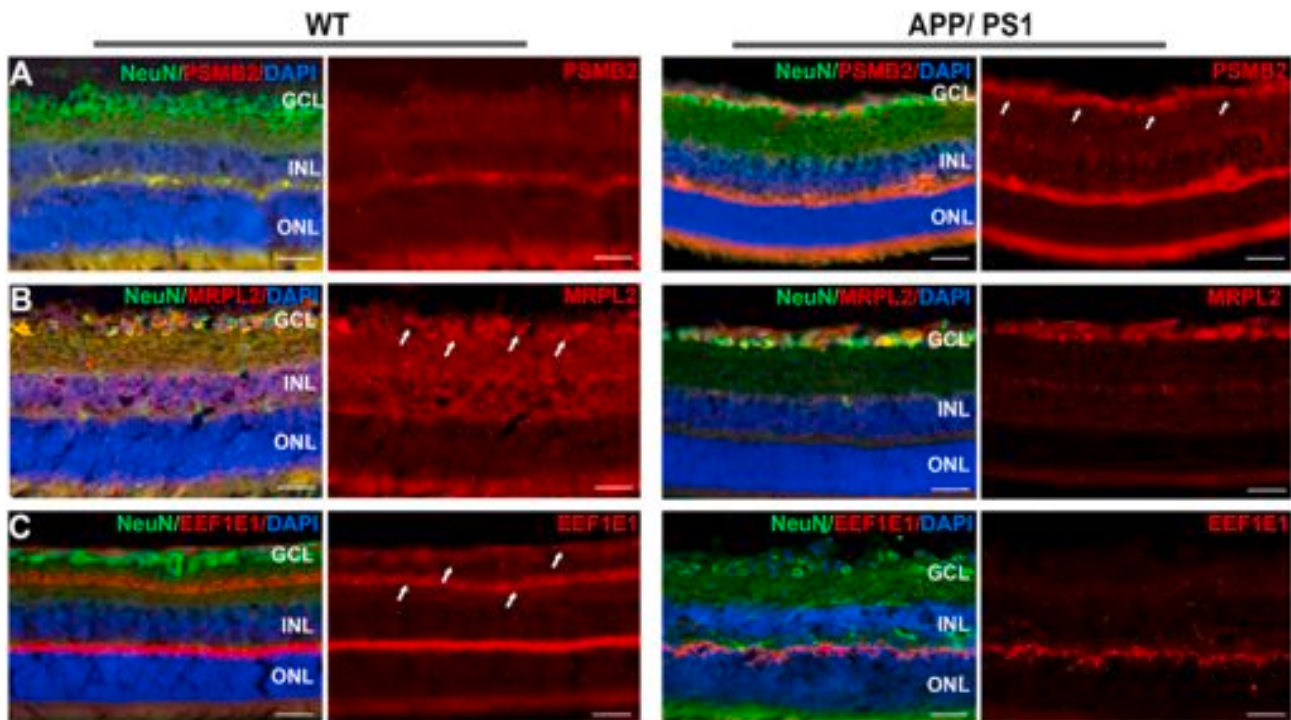 WT
APP/ PS1
A
NeuN/PSMB2/DAPI
GCL
INL
ONL
PSMB2
NeuN/PSMB2/DAPI
GCL
INL
ONL
PSMB2
B
NeuN/MRPL2/DAPI
GCL
INL
ONL
MRPL2
NeuN/MRPL2/DAPI
GCL
INL
ONL
MRPL2
C
NeuN/EEF1E1/DAPI
GCL
INL
ONL
EEF1E1
NeuN/EEF1E1/DAPI
GCL
INL
ONL
EEF1E1